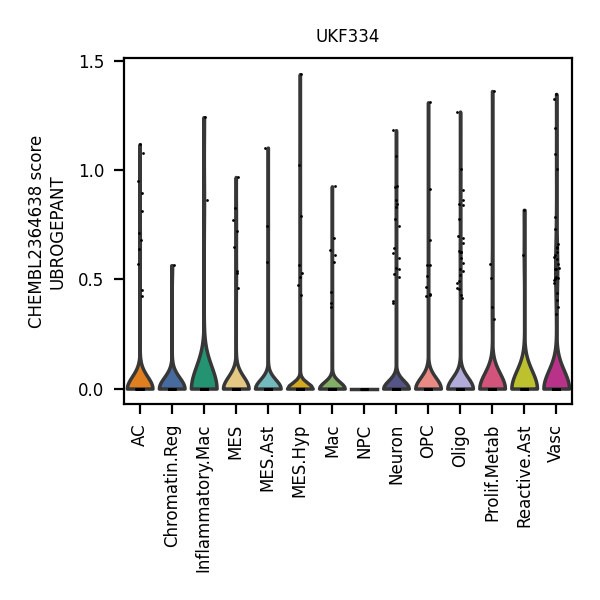 UKF334
CHEMBL2364638 score
UBROGEPANT
1.5
1.0
0.5
0.0
AC
Chromatin.Reg
Inflammatory.Mac
MES
MES.Ast
MES.Hyp
Mac
NPC
Neuron
OPC
Oligo
Prolif.Metab
Reactive.Ast
Vasc